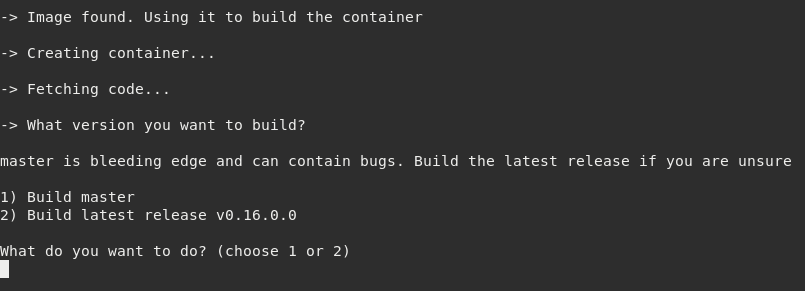 -> Image found. Using it to build the container
-> Creating container...
-> Fetching code...
-> What version you want to build?
master is bleeding edge and can contain bugs. Build the latest release if you are unsure
1) Build master
2) Build latest release v0.16.0.0
What do you want to do? (choose 1 or 2)